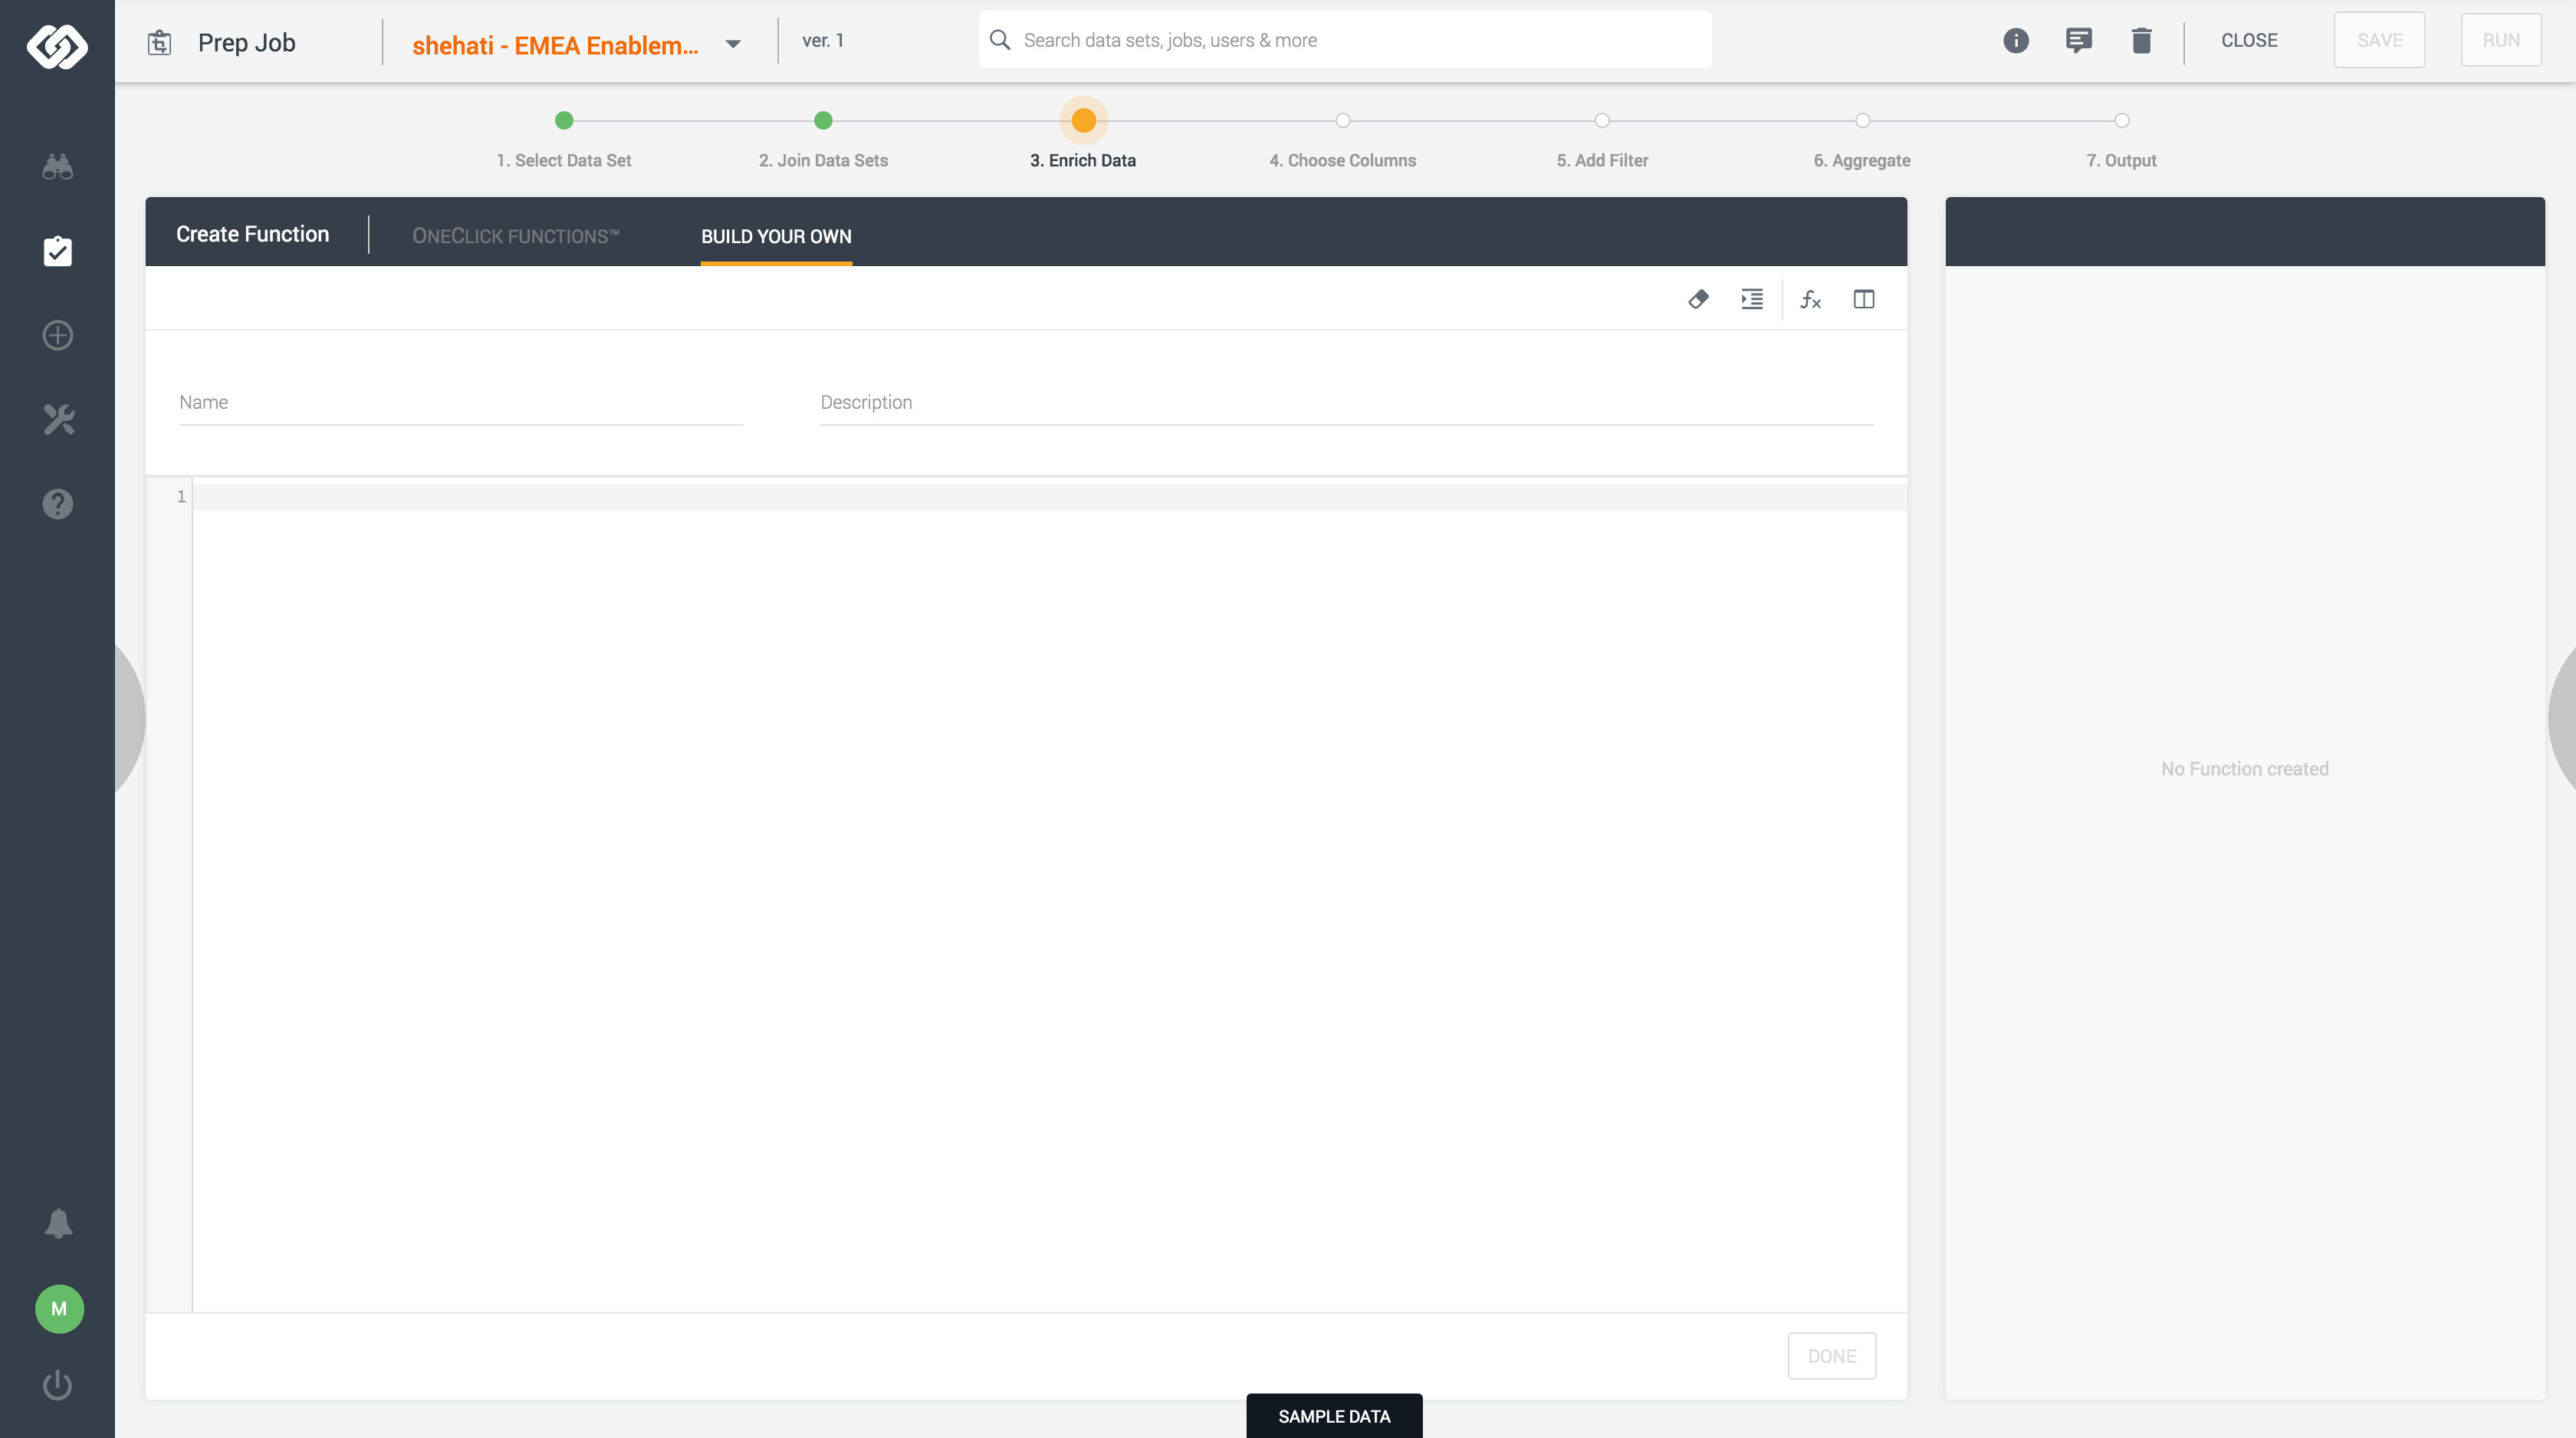 Prep Job
shehati - EMEA Enablem...
ver. 1
Search data sets, jobs, users & more
CLOSE
SAVE
RUN
1. Select Data Set
2. Join Data Sets
3. Enrich Data
4. Choose Columns
5. Add Filter
6. Aggregate
7. Output
Create Function
ONECLICK FUNCTIONS™
BUILD YOUR OWN
fx
Name
Description
1
No Function created
M
DONE
SAMPLE DATA